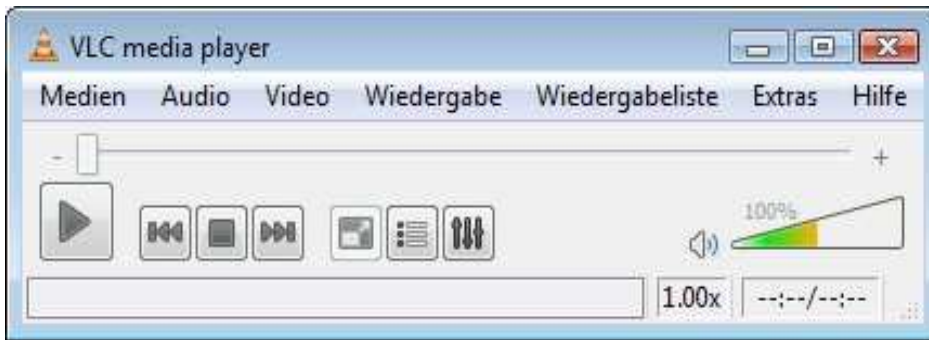 VLC media player
Medien Audio Video Wiedergabe Wiedergabeliste Extras Hilfe
- +
100%
1.00x --:--/--:--